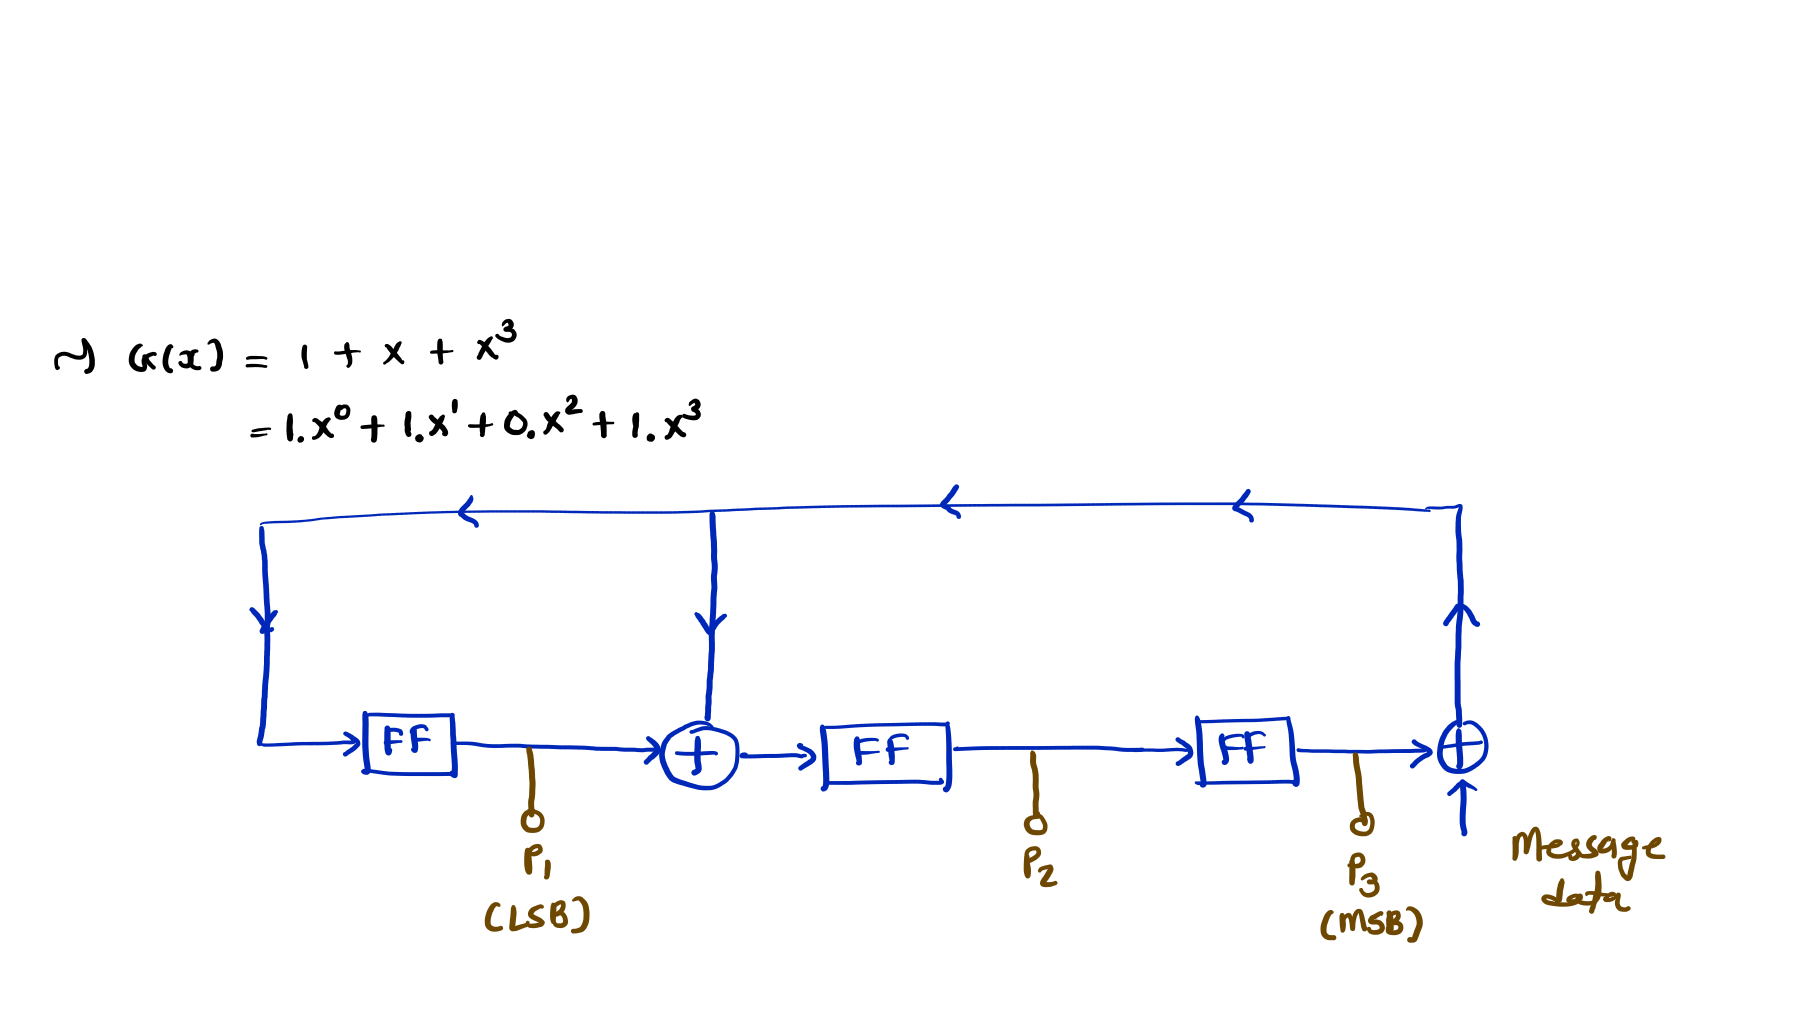 ~) G(x) = 1 + x + x³
= 1.x⁰ + 1.x¹ + 0.x² + 1.x³
FF + FF FF +
P₁ P₂ P₃
(LSB) (MSB)
Message
data